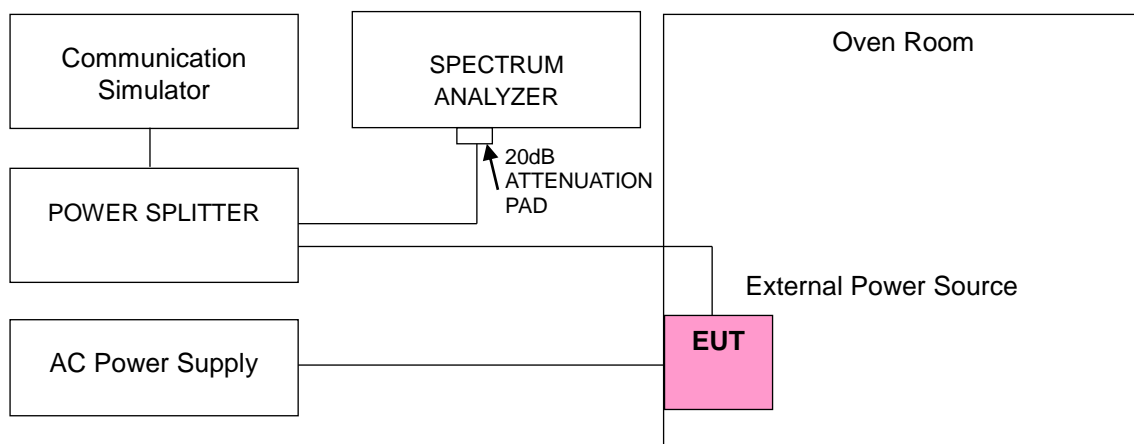 Communication
Simulator
SPECTRUM
ANALYZER
Oven Room
20dB
ATTENUATION
PAD
POWER SPLITTER
External Power Source
EUT
AC Power Supply